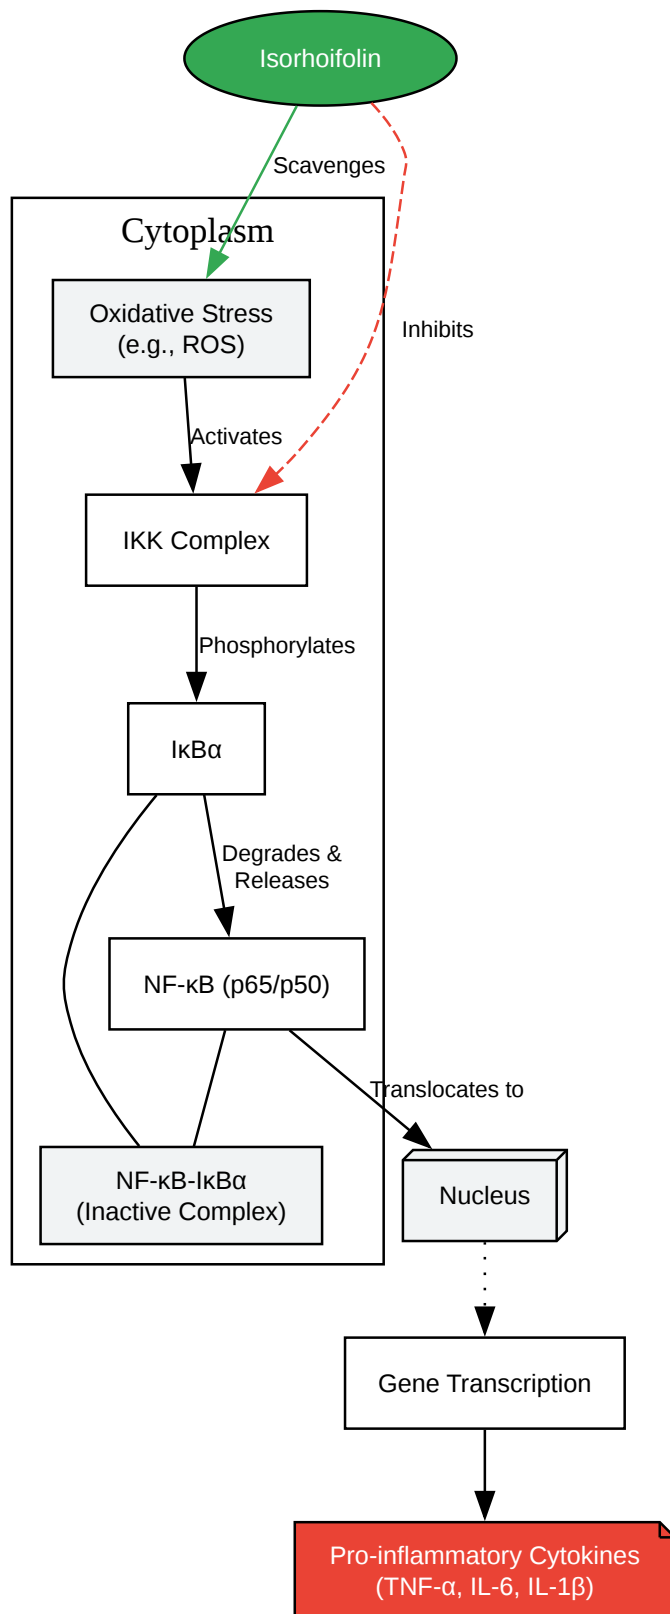 Isorhoifolin
Scavenges
Cytoplasm
Oxidative Stress
(e.g., ROS)
Inhibits
Activates
IKK Complex
Phosphorylates
IκBα
Degrades &
Releases
NF-κB (p65/p50)
Translocates to
NF-κB-IκBα
(Inactive Complex)
Nucleus
Gene Transcription
Pro-inflammatory Cytokines
(TNF-α, IL-6, IL-1β)